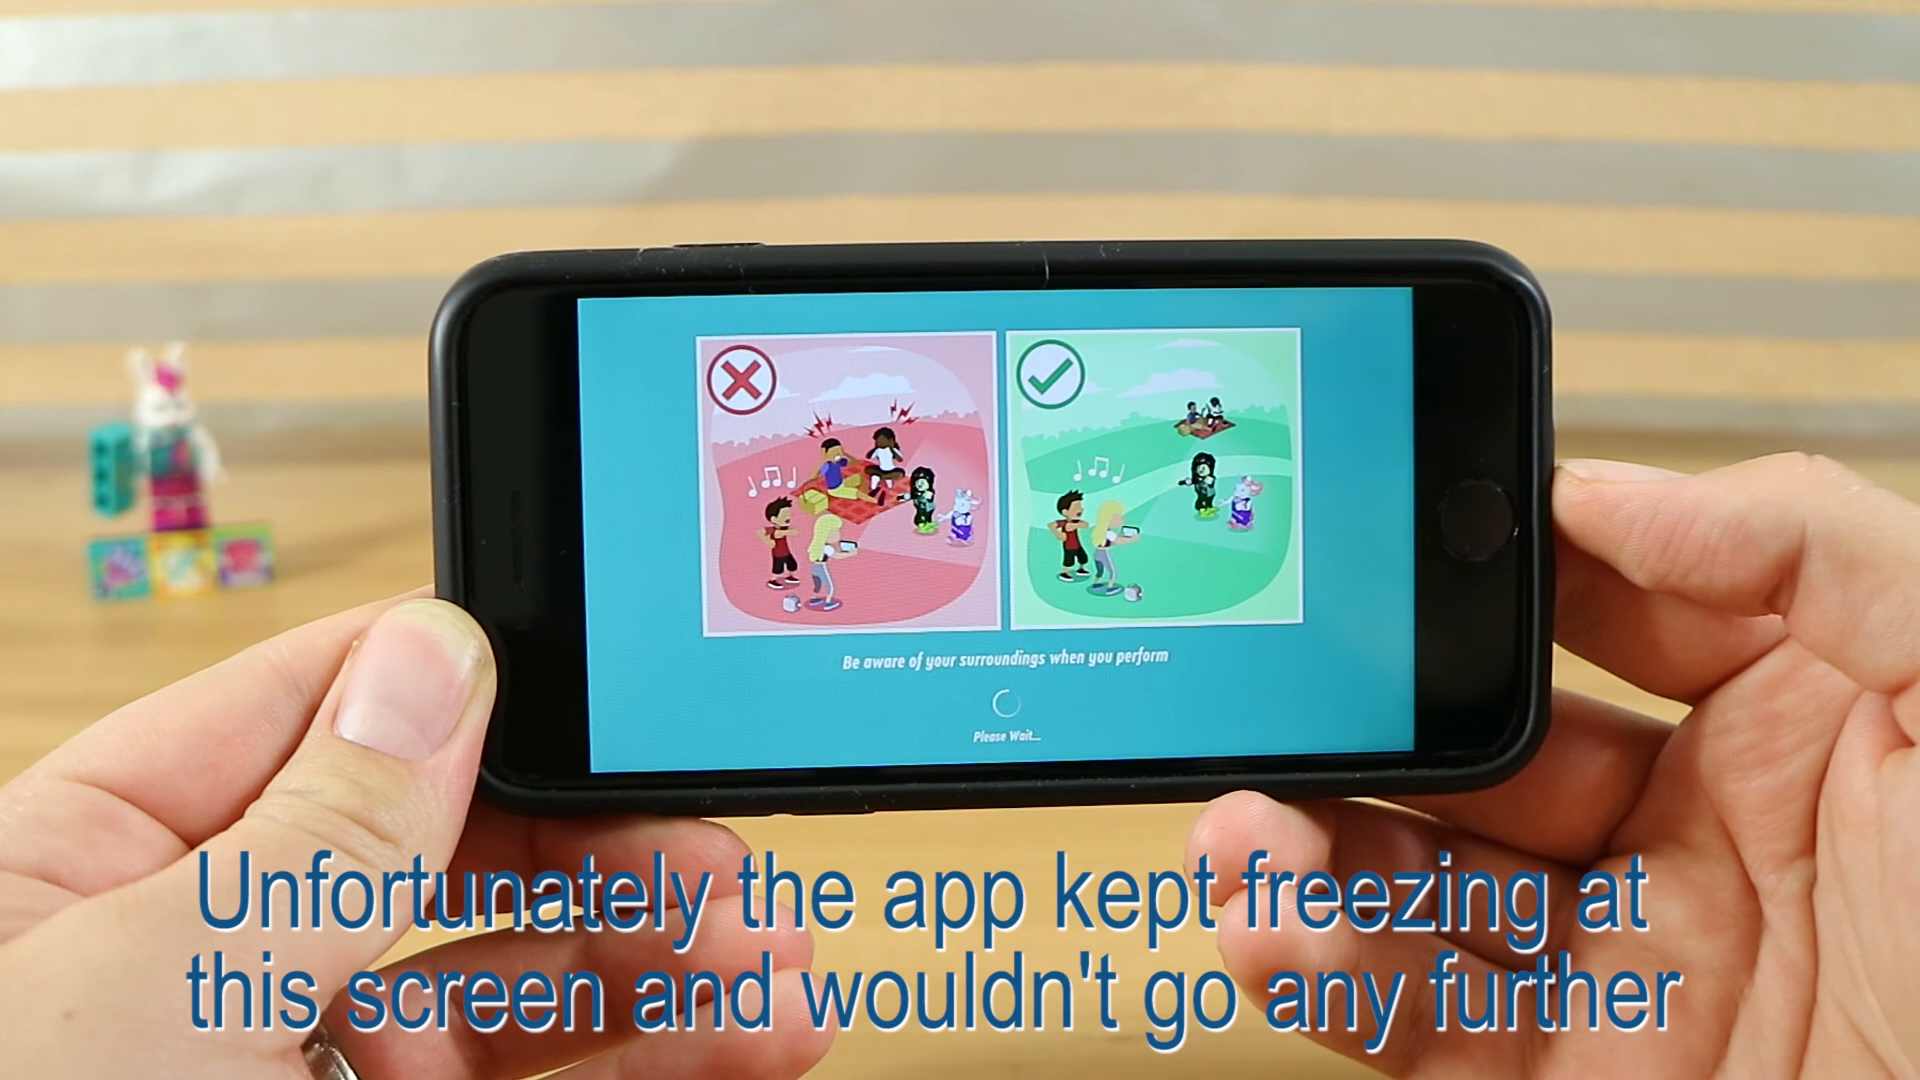 Be aware of your surroundings when you perform
Please Wait...
Unfortunately the app kept freezing at
this screen and wouldn't go any further